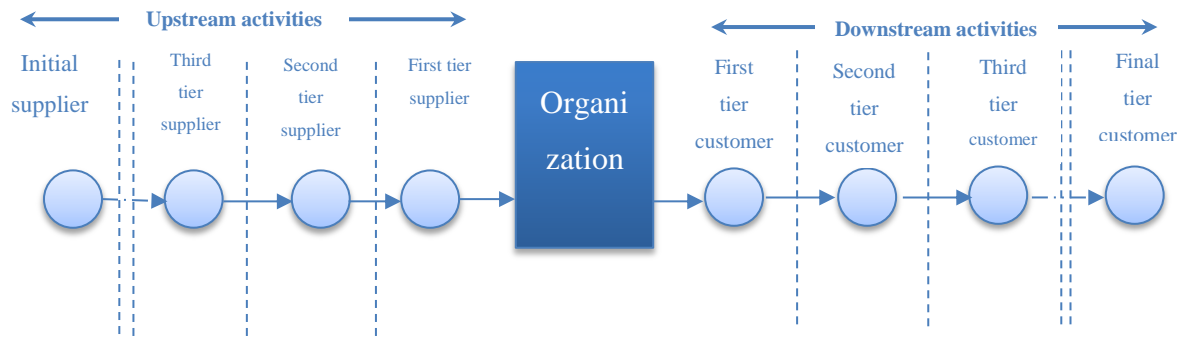 Upstream activities
Downstream activities
Initial
supplier
Third
tier
supplier
Second
tier
supplier
First tier
supplier
Organi
zation
First
tier
customer
Second
tier
customer
Third
tier
customer
Final
tier
customer